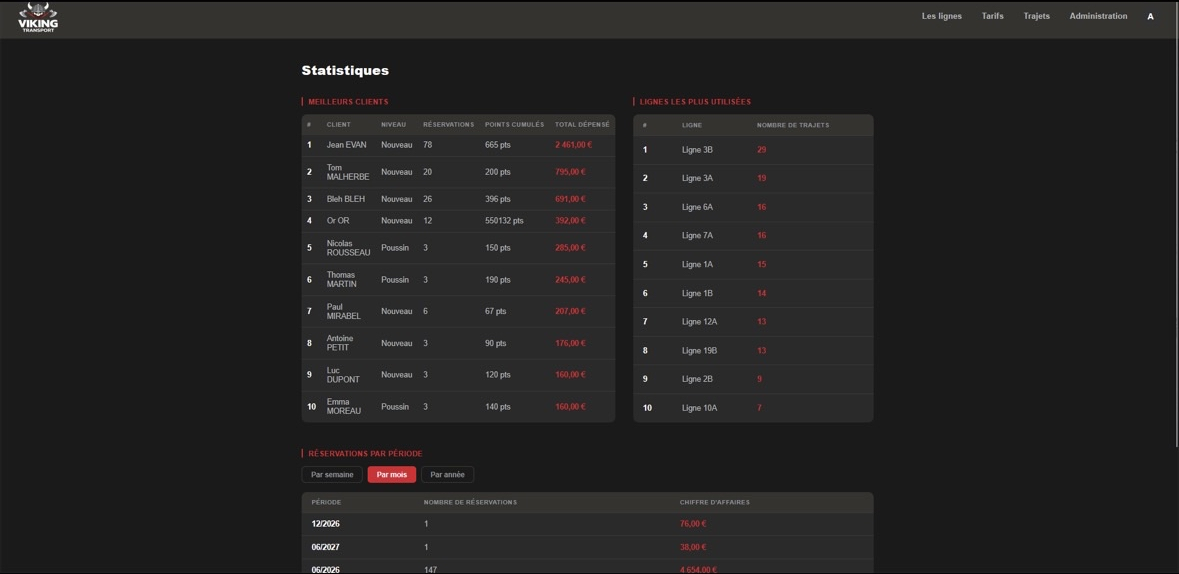 VIKING
TRANSPORT
Les lignes Tarifs Trajets Administration A
Statistiques
MEILLEURS CLIENTS
# CLIENT NIVEAU RÉSERVATIONS POINTS CUMULÉS TOTAL DÉPENSÉ
1 Jean EVAN Nouveau 78 665 pts 2 461,00 €
2 Tom MALHERBE Nouveau 20 200 pts 795,00 €
3 Bleh BLEH Nouveau 26 396 pts 691,00 €
4 Or OR Nouveau 12 550132 pts 392,00 €
5 Nicolas ROUSSEAU Poussin 3 150 pts 285,00 €
6 Thomas MARTIN Poussin 3 190 pts 245,00 €
7 Paul MIRABEL Nouveau 6 67 pts 207,00 €
8 Antoine PETIT Nouveau 3 90 pts 176,00 €
9 Luc DUPONT Nouveau 3 120 pts 160,00 €
10 Emma MOREAU Poussin 3 140 pts 160,00 €
LIGNES LES PLUS UTILISÉES
# LIGNE NOMBRE DE TRAJETS
1 Ligne 3B 29
2 Ligne 3A 19
3 Ligne 6A 16
4 Ligne 7A 16
5 Ligne 1A 15
6 Ligne 1B 14
7 Ligne 12A 13
8 Ligne 19B 13
9 Ligne 2B 9
10 Ligne 10A 7
RÉSERVATIONS PAR PÉRIODE
Par semaine Par mois Par année
PÉRIODE NOMBRE DE RÉSERVATIONS CHIFFRE D'AFFAIRES
12/2026 1 76,00 €
06/2027 1 38,00 €
06/2026 147 4 654,00 €